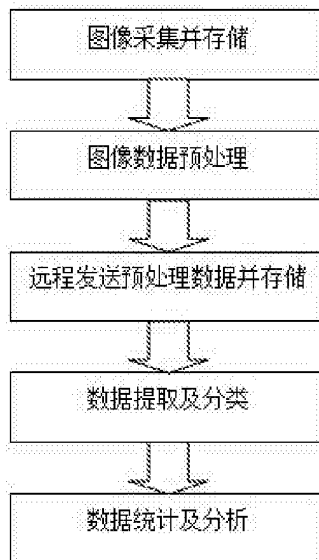 图像采集并存储
图像数据预处理
远程发送预处理数据并存储
数据提取及分类
数据统计及分析